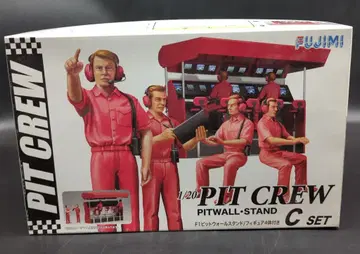 PIT CREW
FUJIMI
1/20th
PIT CREW
PITWALL・STAND
C SET
F1ピットウォールスタンド/フィギュア4体付き